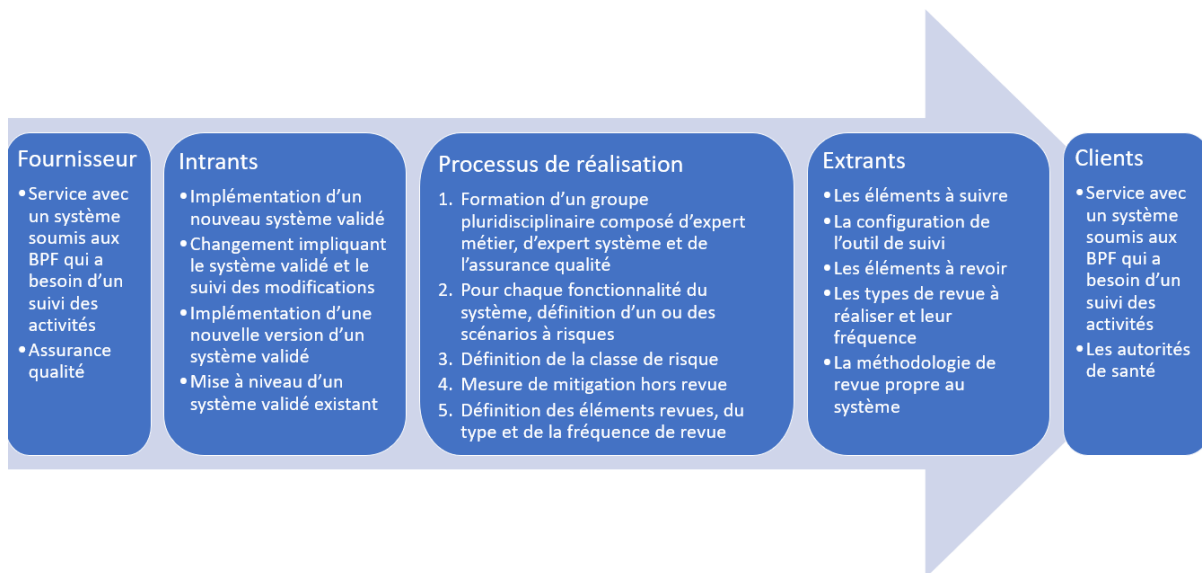 Fournisseur
•Service avec
un système
soumis aux
BPF qui a
besoin d'un
suivi des
activités
•Assurance
qualité
Intrants
•Implémentation d'un
nouveau système validé
•Changement impliquant
le système validé et le
suivi des modifications
•Implémentation d'une
nouvelle version d'un
système validé
•Mise à niveau d'un
système validé existant
Processus de réalisation
1. Formation d'un groupe
pluridisciplinaire composé d'expert
métier, d'expert système et de
l'assurance qualité
2. Pour chaque fonctionnalité du
système, définition d'un ou des
scénarios à risques
3. Définition de la classe de risque
4. Mesure de mitigation hors revue
5. Définition des éléments revues, du
type et de la fréquence de revue
Extrants
•Les éléments à suivre
•La configuration de
l'outil de suivi
•Les éléments à revoir
•Les types de revue à
réaliser et leur
fréquence
•La méthodologie de
revue propre au
système
Clients
•Service avec
un système
soumis aux
BPF qui a
besoin d'un
suivi des
activités
•Les autorités
de santé